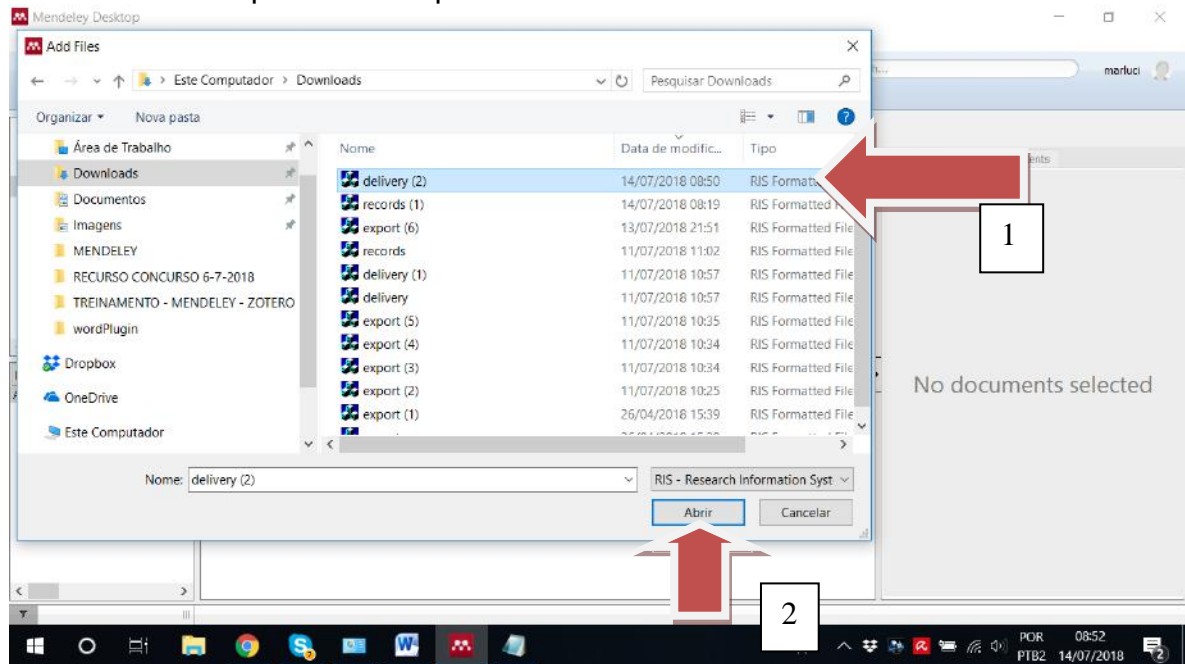 Mendeley Desktop
Add Files
Este Computador > Downloads
Pesquisar Downloads
marluci
Organizar
Nova pasta
Nome
Data de modific...
Tipo
Área de Trabalho
Downloads
Documentos
Imagens
MENDELEY
RECURSO CONCURSO 6-7-2018
TREINAMENTO - MENDELEY - ZOTERO
wordPlugin
Dropbox
OneDrive
Este Computador
delivery (2) 14/07/2018 08:50 RIS Formatt
records (1) 14/07/2018 08:19 RIS Formatted File
export (6) 13/07/2018 21:51 RIS Formatted File
records 11/07/2018 11:02 RIS Formatted File
delivery (1) 11/07/2018 10:57 RIS Formatted File
delivery 11/07/2018 10:57 RIS Formatted File
export (5) 11/07/2018 10:35 RIS Formatted File
export (4) 11/07/2018 10:34 RIS Formatted File
export (3) 11/07/2018 10:34 RIS Formatted File
export (2) 11/07/2018 10:25 RIS Formatted File
export (1) 26/04/2018 15:39 RIS Formatted File
ents
1
No documents selected
Nome: delivery (2)
RIS - Research Information Syst
Abrir
Cancelar
2
POR
PTB2
08:52
14/07/2018
2